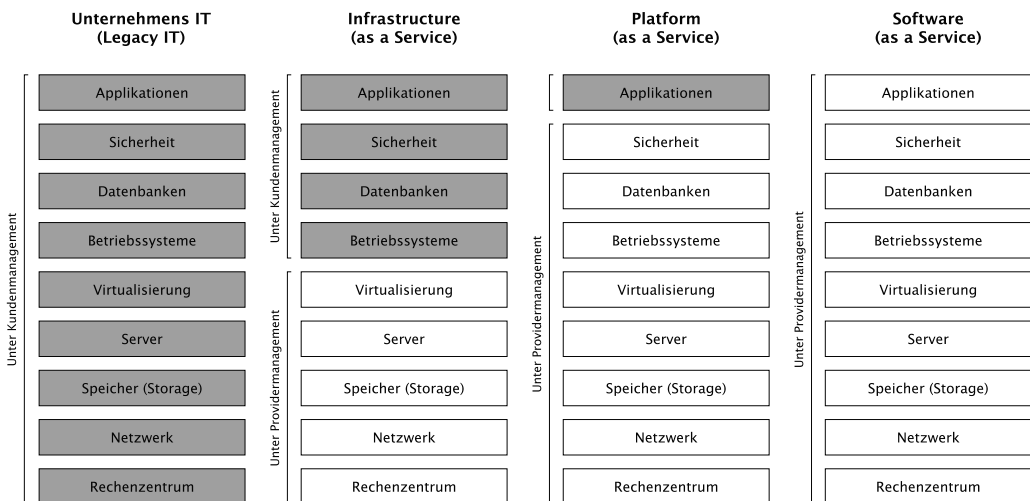 Unternehmens IT
(Legacy IT)
Infrastructure
(as a Service)
Platform
(as a Service)
Software
(as a Service)
Unter Kundenmanagement
Applikationen
Sicherheit
Datenbanken
Betriebssysteme
Virtualisierung
Server
Speicher (Storage)
Netzwerk
Rechenzentrum
Unter Kundenmanagement
Applikationen
Sicherheit
Datenbanken
Betriebssysteme
Unter Providermanagement
Virtualisierung
Server
Speicher (Storage)
Netzwerk
Rechenzentrum
Applikationen
Unter Providermanagement
Sicherheit
Datenbanken
Betriebssysteme
Virtualisierung
Server
Speicher (Storage)
Netzwerk
Rechenzentrum
Unter Providermanagement
Applikationen
Sicherheit
Datenbanken
Betriebssysteme
Virtualisierung
Server
Speicher (Storage)
Netzwerk
Rechenzentrum